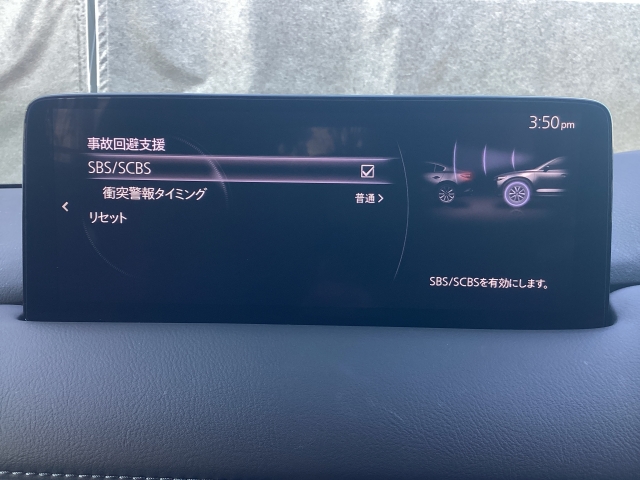 3:50pm
事故回避支援
SBS/SCBS
衝突警報タイミング 普通
リセット
SBS/SCBSを有効にします。